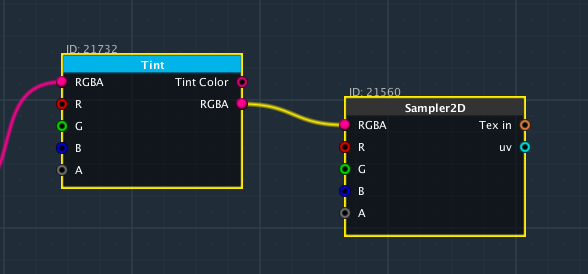 ID: 21732
Tint
RGBA Tint Color
R RGBA
G
B
A
ID: 21560
Sampler2D
RGBA Tex in
R uv
G
B
A